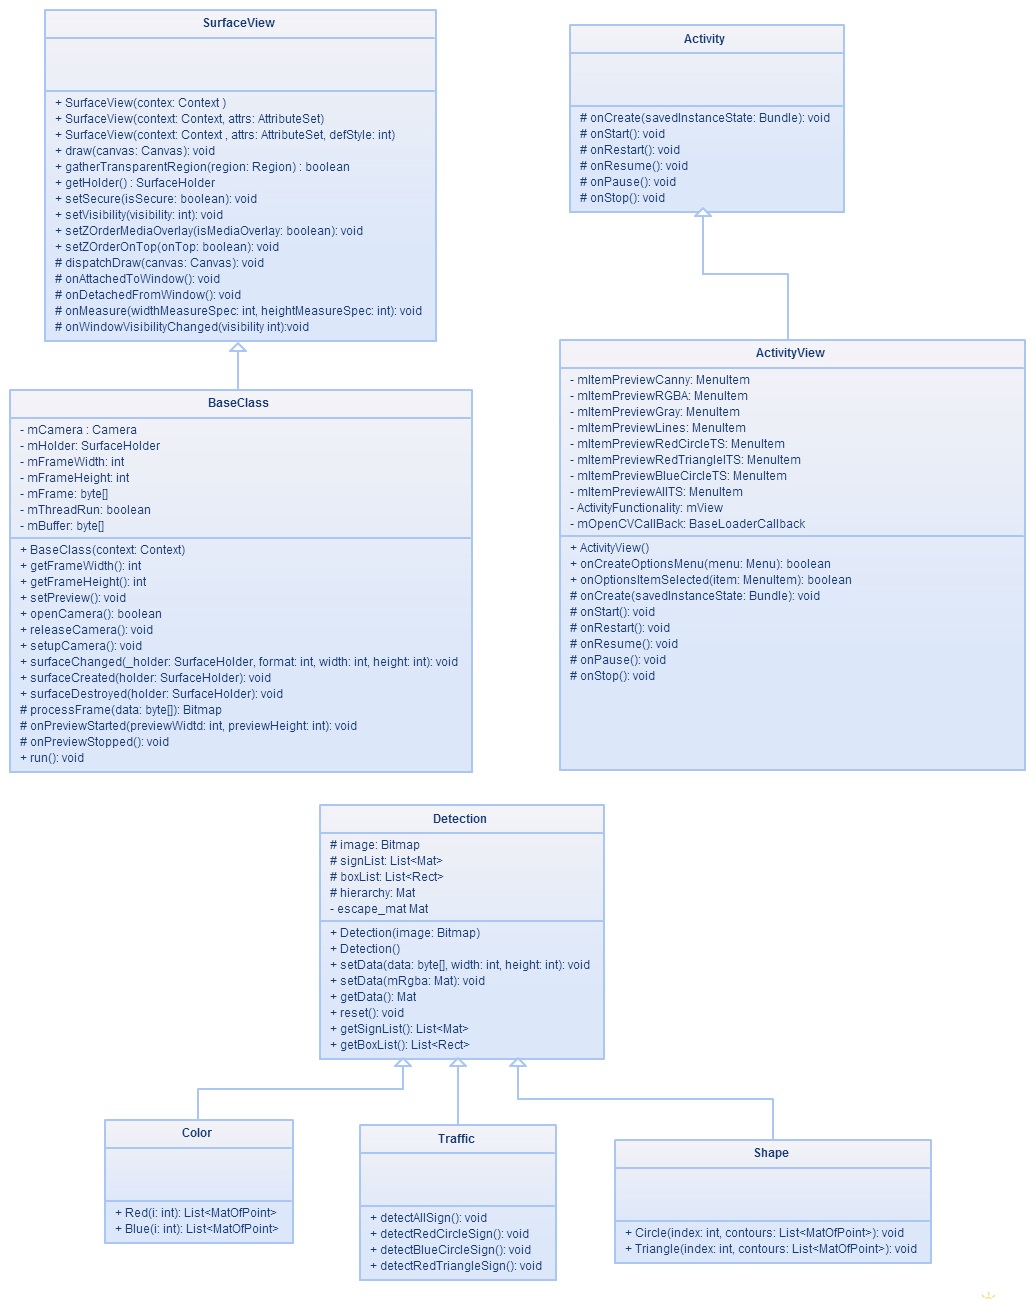 SurfaceView
+ SurfaceView(contex: Context )
+ SurfaceView(context: Context, attrs: AttributeSet)
+ SurfaceView(context: Context , attrs: AttributeSet, defStyle: int)
+ draw(canvas: Canvas): void
+ gatherTransparentRegion(region: Region) : boolean
+ getHolder() : SurfaceHolder
+ setSecure(isSecure: boolean): void
+ setVisibility(visibility: int): void
+ setZOrderMediaOverlay(isMediaOverlay: boolean): void
+ setZOrderOnTop(onTop: boolean): void
# dispatchDraw(canvas: Canvas): void
# onAttachedToWindow(): void
# onDetachedFromWindow(): void
# onMeasure(widthMeasureSpec: int, heightMeasureSpec: int): void
# onWindowVisibilityChanged(visibility int):void
Activity
# onCreate(savedInstanceState: Bundle): void
# onStart(): void
# onRestart(): void
# onResume(): void
# onPause(): void
# onStop(): void
BaseClass
- mCamera : Camera
- mHolder: SurfaceHolder
- mFrameWidth: int
- mFrameHeight: int
- mFrame: byte[]
- mThreadRun: boolean
- mBuffer: byte[]
+ BaseClass(context: Context)
+ getFrameWidth(): int
+ getFrameHeight(): int
+ setPreview(): void
+ openCamera(): boolean
+ releaseCamera(): void
+ setupCamera(): void
+ surfaceChanged(_holder: SurfaceHolder, format: int, width: int, height: int): void
+ surfaceCreated(holder: SurfaceHolder): void
+ surfaceDestroyed(holder: SurfaceHolder): void
# processFrame(data: byte[]): Bitmap
# onPreviewStarted(previewWidtd: int, previewHeight: int): void
# onPreviewStopped(): void
+ run(): void
ActivityView
- mItemPreviewCanny: MenuItem
- mItemPreviewRGBA: MenuItem
- mItemPreviewGray: MenuItem
- mItemPreviewLines: MenuItem
- mItemPreviewRedCircleTS: MenuItem
- mItemPreviewRedTriangleITS: MenuItem
- mItemPreviewBlueCircleTS: MenuItem
- mItemPreviewAllTS: MenuItem
- ActivityFunctionality: mView
- mOpenCVCallBack: BaseLoaderCallback
+ ActivityView()
+ onCreateOptionsMenu(menu: Menu): boolean
+ onOptionsItemSelected(item: MenuItem): boolean
# onCreate(savedInstanceState: Bundle): void
# onStart(): void
# onRestart(): void
# onResume(): void
# onPause(): void
# onStop(): void
Detection
# image: Bitmap
# signList: List<Mat>
# boxList: List<Rect>
# hierarchy: Mat
- escape_mat Mat
+ Detection(image: Bitmap)
+ Detection()
+ setData(data: byte[], width: int, height: int): void
+ setData(mRgba: Mat): void
+ getData(): Mat
+ reset(): void
+ getSignList(): List<Mat>
+ getBoxList(): List<Rect>
Color
+ Red(i: int): List<MatOfPoint>
+ Blue(i: int): List<MatOfPoint>
Traffic
+ detectAllSign(): void
+ detectRedCircleSign(): void
+ detectBlueCircleSign(): void
+ detectRedTriangleSign(): void
Shape
+ Circle(index: int, contours: List<MatOfPoint>): void
+ Triangle(index: int, contours: List<MatOfPoint>): void